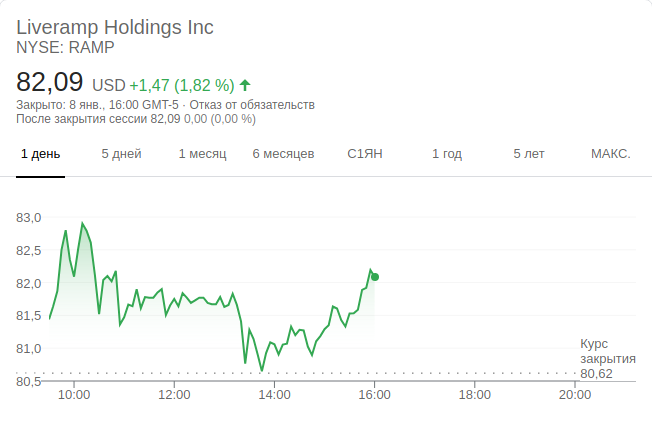 Liveramp Holdings Inc
NYSE: RAMP
82,09 USD +1,47 (1,82 %)
Закрыто: 8 янв., 16:00 GMT-5 · Отказ от обязательств
После закрытия сессии 82,09 0,00 (0,00 %)
1 день 5 дней 1 месяц 6 месяцев С1ЯН 1 год 5 лет МАКС.
83,0
82,5
82,0
81,5
81,0
80,5
Курс
закрытия
80,62
10:00 12:00 14:00 16:00 18:00 20:00